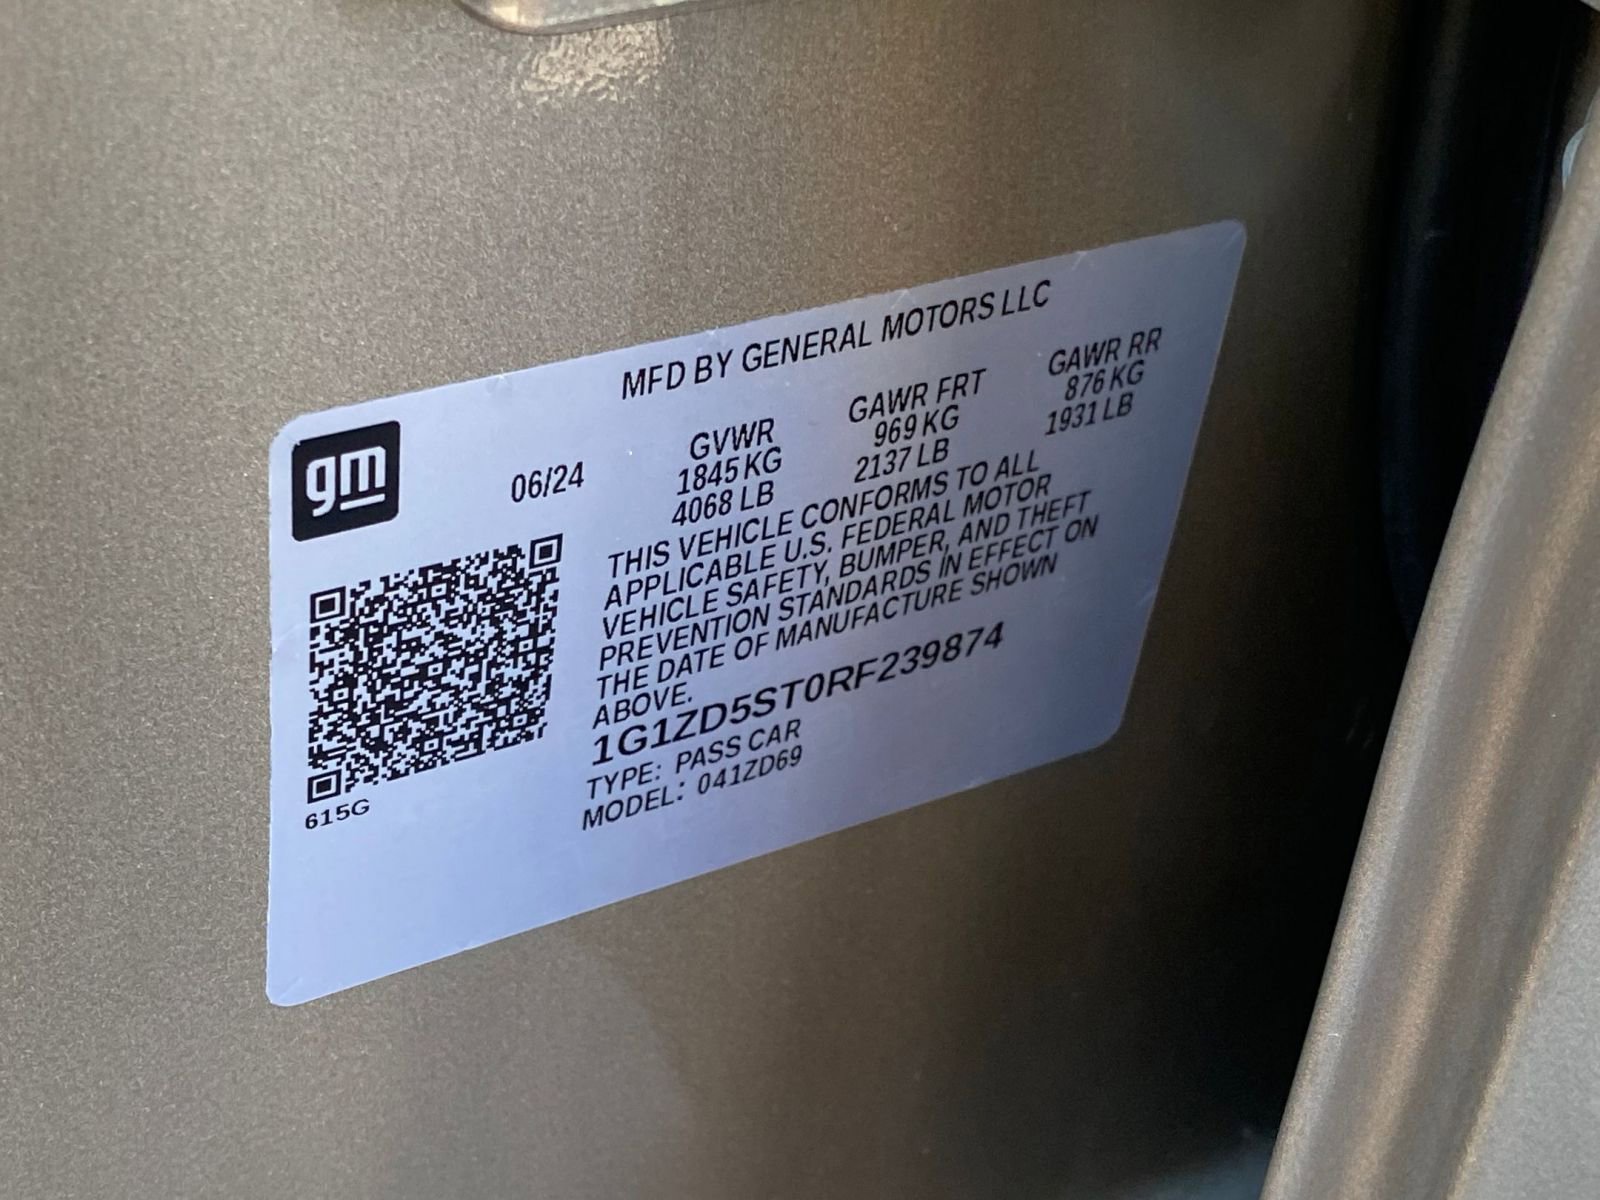 MFD BY GENERAL MOTORS LLC
gm
06/24
GVWR GAWR FRT GAWR RR
1845 KG 969 KG 876 KG
4068 LB 2137 LB 1931 LB
THIS VEHICLE CONFORMS TO ALL
APPLICABLE U.S. FEDERAL MOTOR
VEHICLE SAFETY, BUMPER, AND THEFT
PREVENTION STANDARDS IN EFFECT ON
THE DATE OF MANUFACTURE SHOWN
ABOVE.
1G1ZD5ST0RF239874
TYPE: PASS CAR
MODEL: 041ZD69
615G